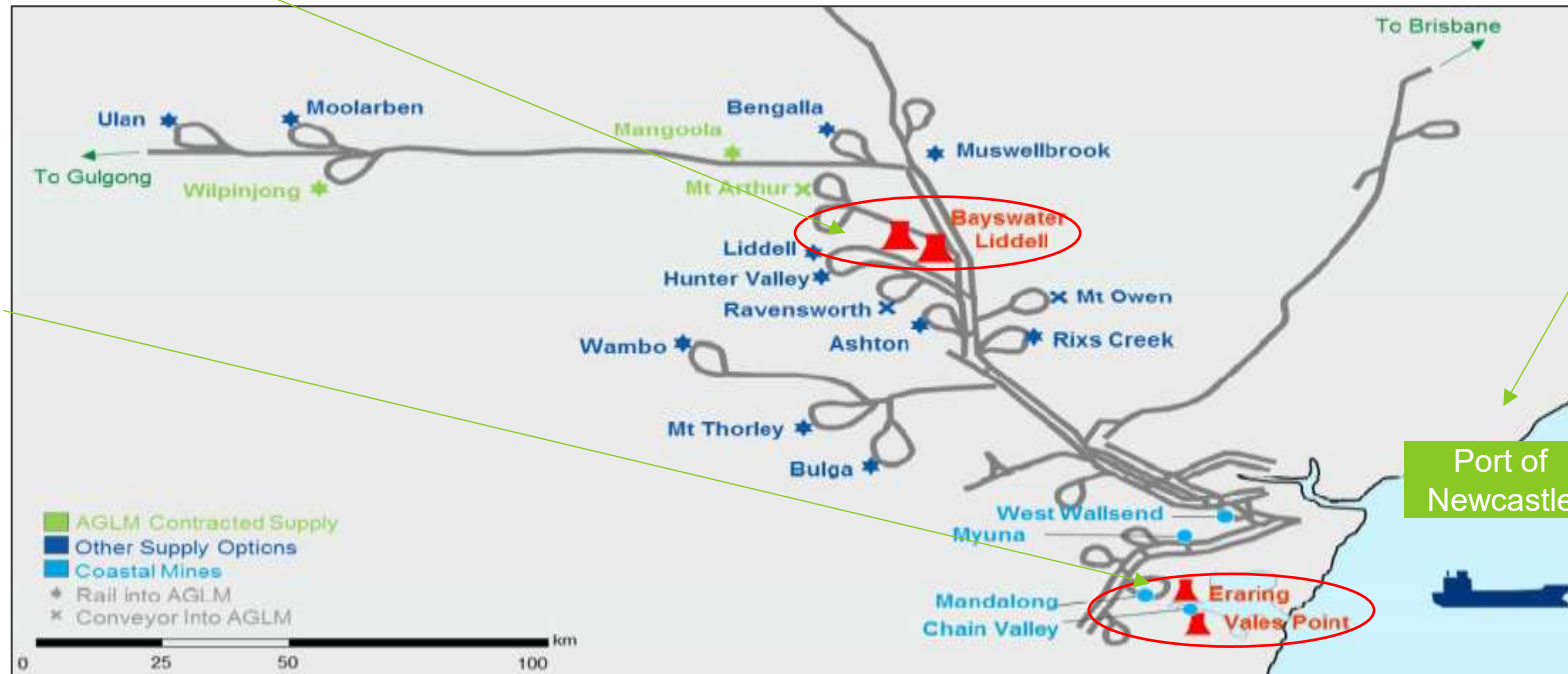 To Brisbane
Ulan
Moolarben
Bengalla
Mangoola
Muswellbrook
To Gulgong
Wilpinjong
Mt Arthur
Bayswater
Liddell
Liddell
Hunter Valley
Ravensworth
Mt Owen
Ashton
Rixs Creek
Wambo
Mt Thorley
Bulga
Port of
Newcastle
West Wallsend
Myuna
Mandalong
Chain Valley
Eraring
Vales Point
AGLM Contracted Supply
Other Supply Options
Coastal Mines
Rail into AGLM
Conveyor Into AGLM
km
0 25 50 100